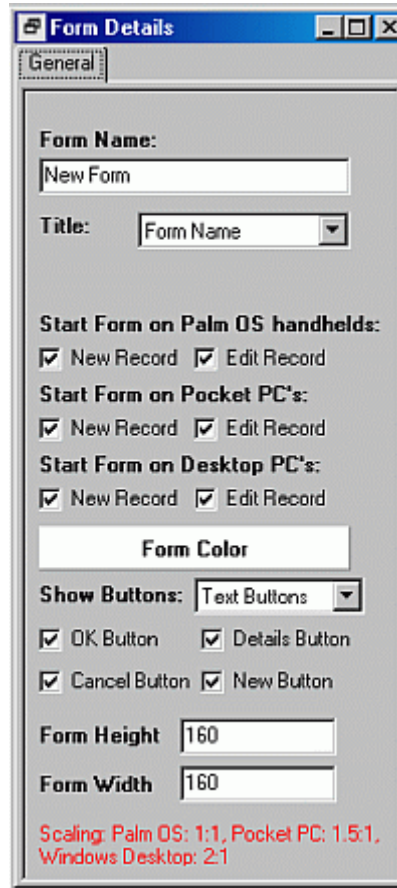 Form Details
General
Form Name:
New Form
Title: Form Name
Start Form on Palm OS handhelds:
New Record Edit Record
Start Form on Pocket PC's:
New Record Edit Record
Start Form on Desktop PC's:
New Record Edit Record
Form Color
Show Buttons: Text Buttons
OK Button Details Button
Cancel Button New Button
Form Height 160
Form Width 160
Scaling: Palm OS: 1:1, Pocket PC: 1.5:1,
Windows Desktop: 2:1